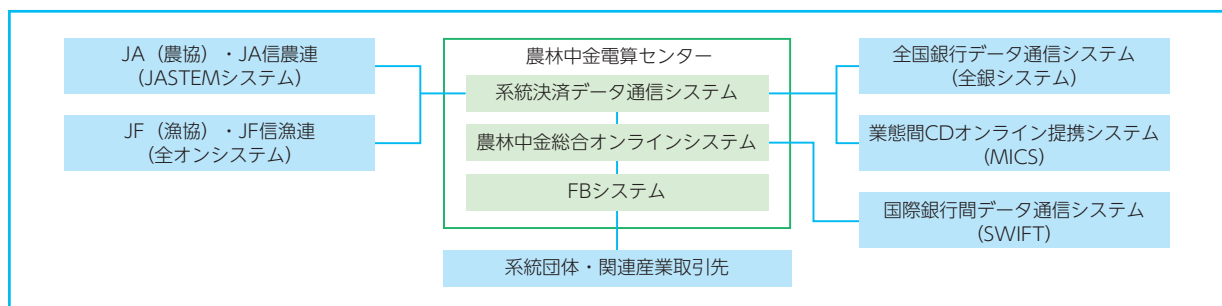 JA（農協）・JA信農連
(JASTEMシステム)
JF（漁協）・JF信漁連
(全オンシステム)
農林中金電算センター
系統決済データ通信システム
農林中金総合オンラインシステム
FBシステム
系統団体・関連産業取引先
全国銀行データ通信システム
(全銀システム)
業態間CDオンライン提携システム
(MICS)
国際銀行間データ通信システム
(SWIFT)